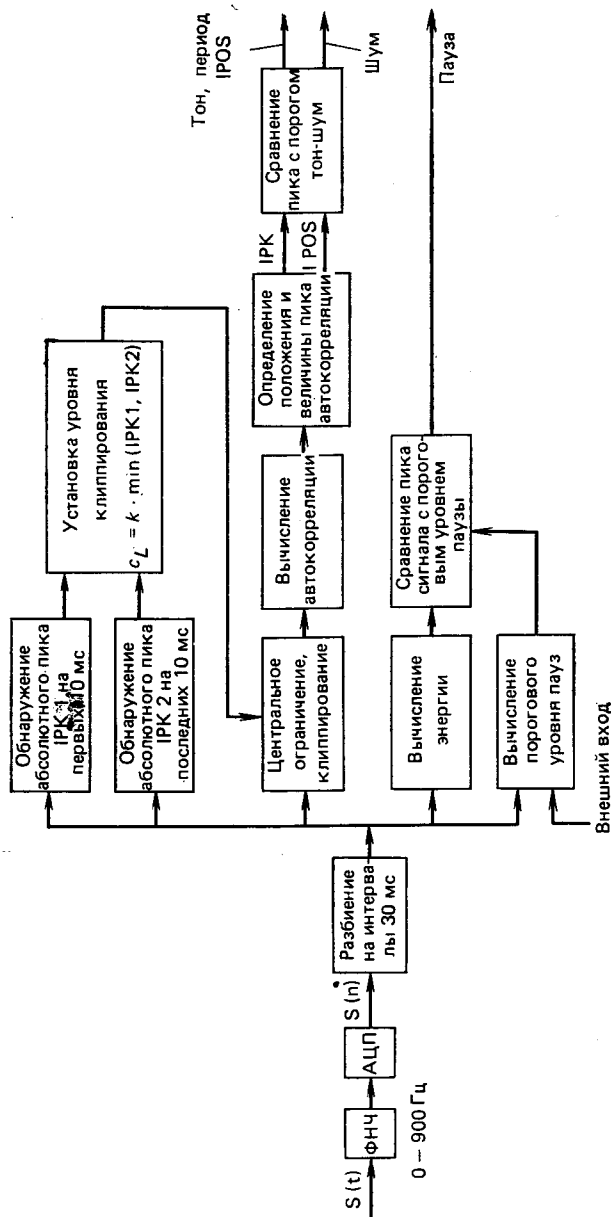 S (t)
ФНЧ
0 — 900 Гц
АЦП
S (n)
Разбиение
на интерва-
лы 30 мс
Обнаружение
абсолютного пика
IPK 1 на
первых 10 мс
Обнаружение
абсолютного пика
IPK 2 на
последних 10 мс
Установка уровня
клиппирования
c_L = k · min (IPK1, IPK2)
Центральное
ограничение,
клиппирование
Вычисление
автокорреляции
Определение
положения и
величины пика
автокорреляции
IPK
I POS
Сравнение
пика с порогом
тон-шум
Тон, период
IPOS
Шум
Вычисление
энергии
Сравнение пика
сигнала с порого-
вым уровнем
паузы
Пауза
Вычисление
порогового
уровня пауз
Внешний вход